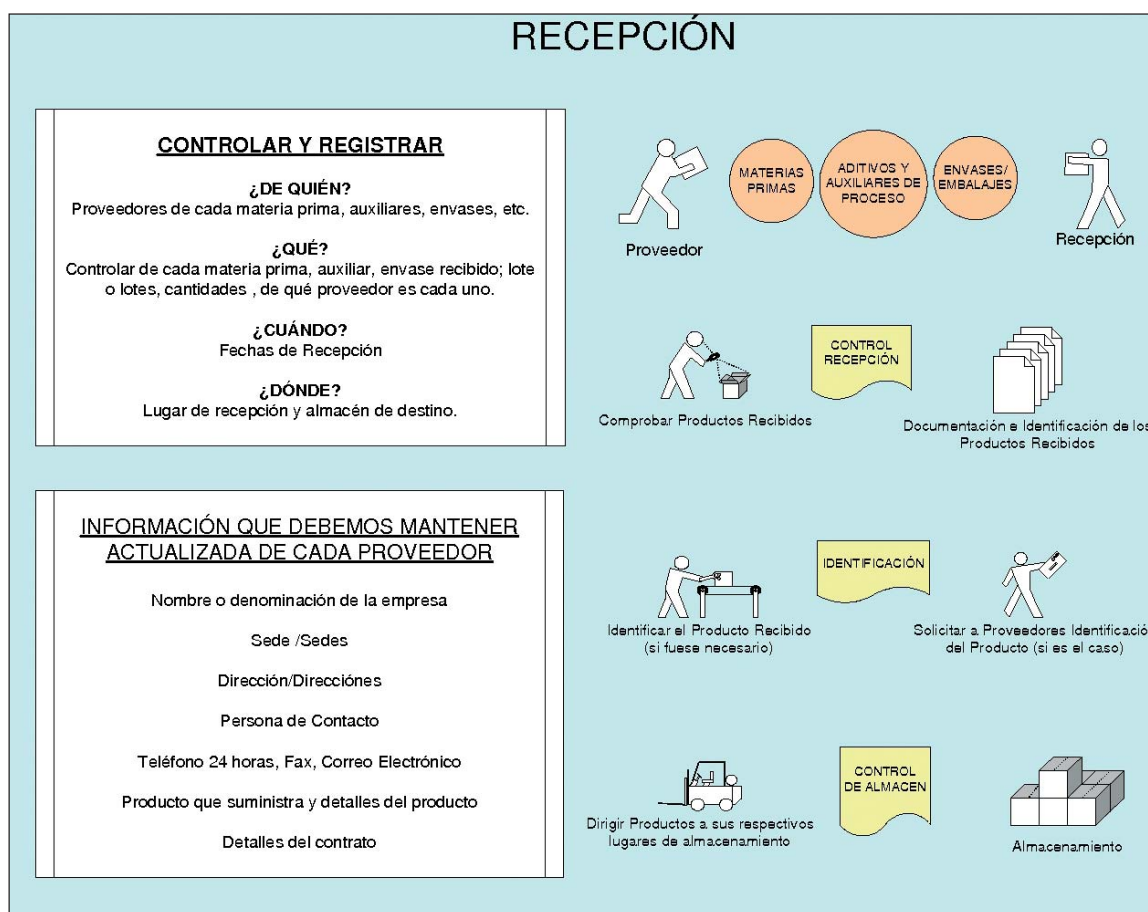 RECEPCIÓN
CONTROLAR Y REGISTRAR
¿DE QUIÉN?
Proveedores de cada materia prima, auxiliares, envases, etc.
¿QUÉ?
Controlar de cada materia prima, auxiliar, envase recibido; lote
o lotes, cantidades , de qué proveedor es cada uno.
¿CUÁNDO?
Fechas de Recepción
¿DÓNDE?
Lugar de recepción y almacén de destino.
INFORMACIÓN QUE DEBEMOS MANTENER
ACTUALIZADA DE CADA PROVEEDOR
Nombre o denominación de la empresa
Sede /Sedes
Dirección/Direcciónes
Persona de Contacto
Teléfono 24 horas, Fax, Correo Electrónico
Producto que suministra y detalles del producto
Detalles del contrato
MATERIAS
PRIMAS
ADITIVOS Y
AUXILIARES DE
PROCESO
ENVASES/
EMBALAJES
Proveedor
Recepción
CONTROL
RECEPCIÓN
Comprobar Productos Recibidos
Documentación e Identificación de los
Productos Recibidos
IDENTIFICACIÓN
Identificar el Producto Recibido
(si fuese necesario)
Solicitar a Proveedores Identificació
del Producto (si es el caso)
CONTROL
DE ALMACEN
Dirigir Productos a sus respectivos
lugares de almacenamiento
Almacenamiento